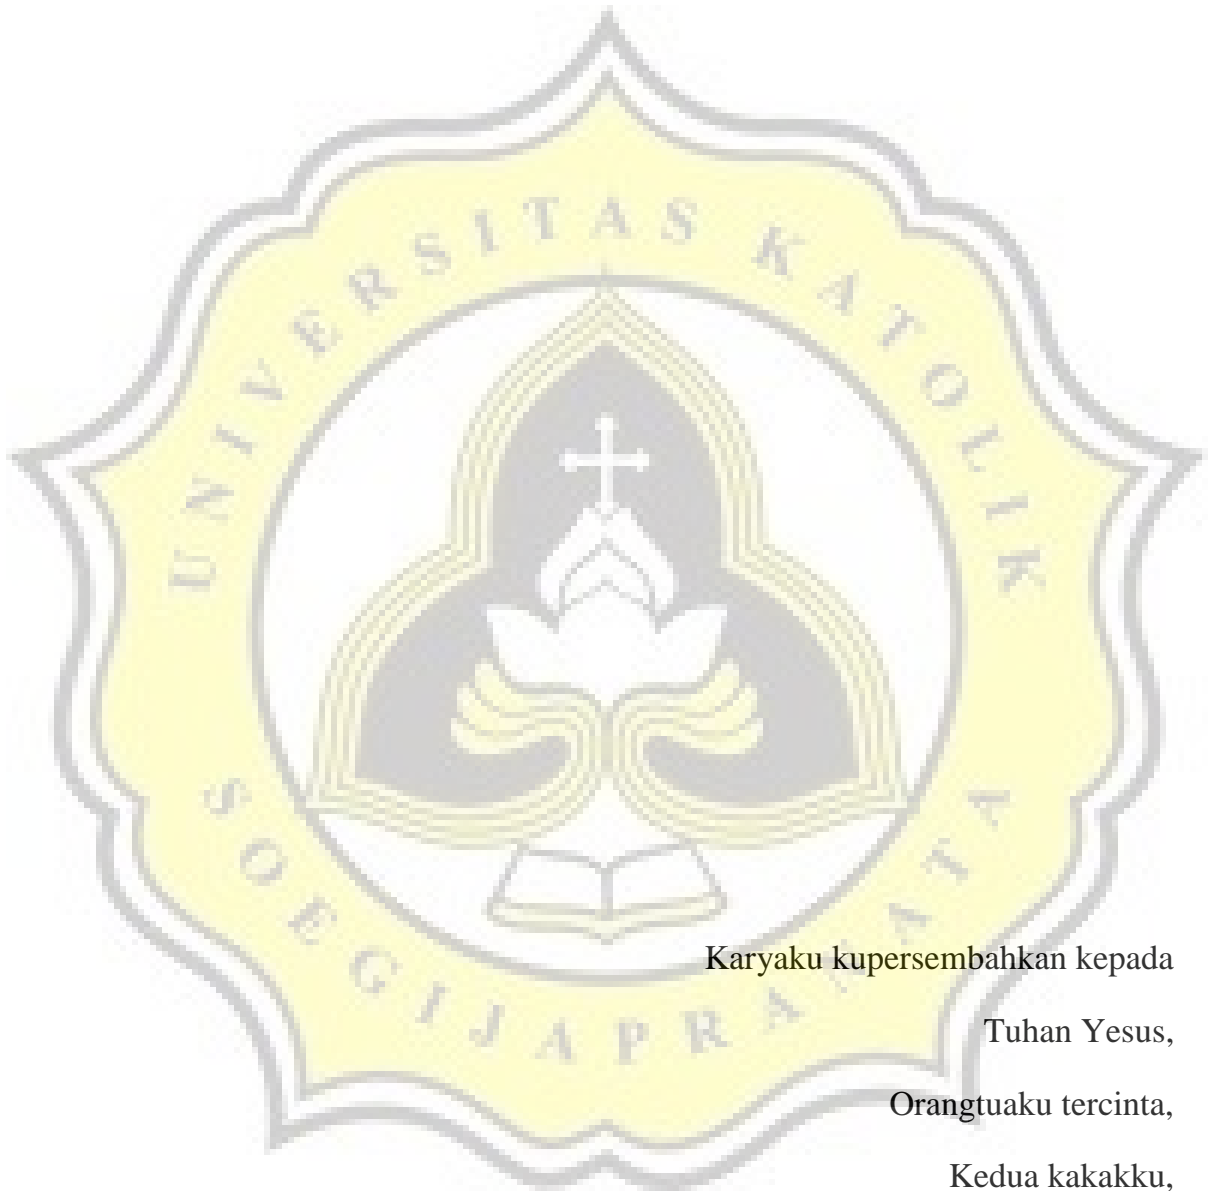 UNIVERSITAS KATOLIK
SOEGIJAPRANATA
Karyaku kupersembahkan kepada
Tuhan Yesus,
Orangtuaku tercinta,
Kedua kakakku,